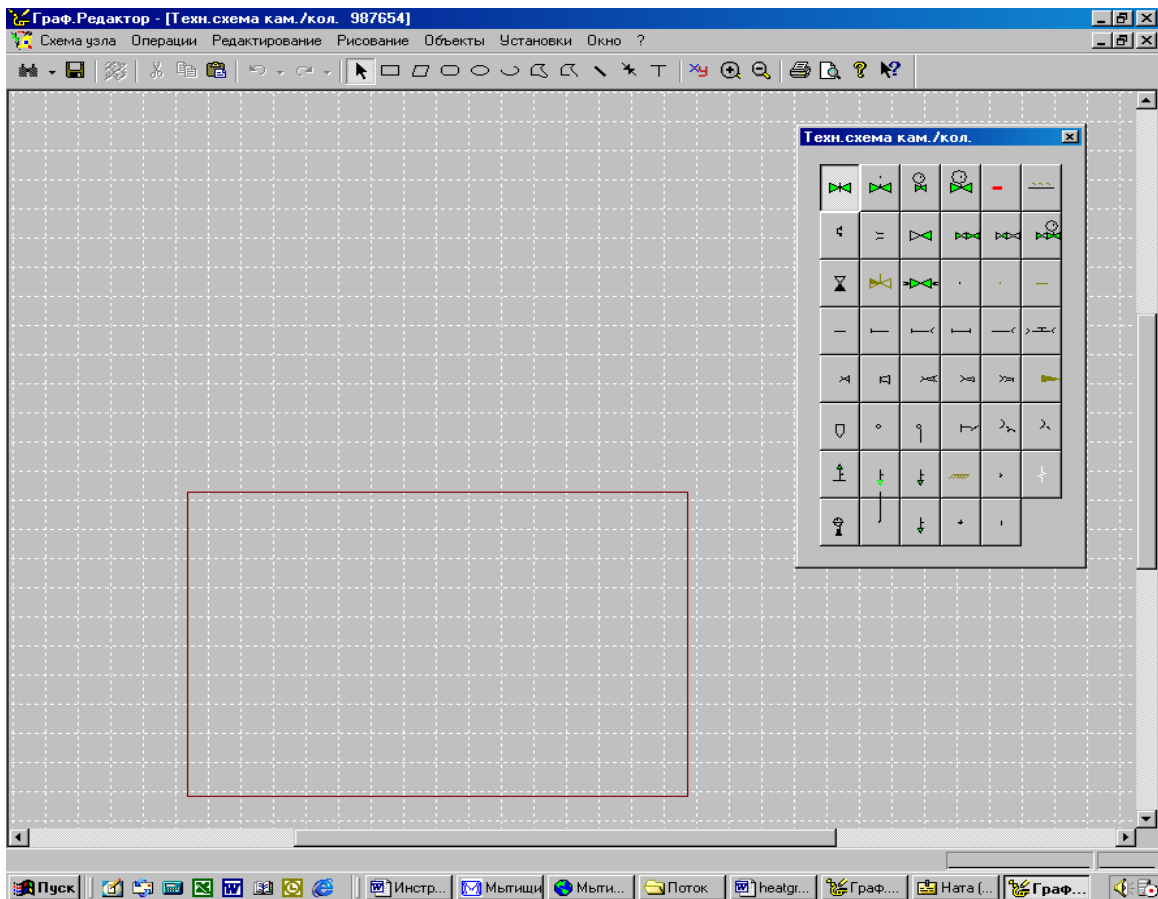 Граф.Редактор - [Техн.схема кам./кол. 987654]
Схема узла Операции Редактирование Рисование Объекты Установки Окно ?
Техн.схема кам./кол.
Пуск Инстр... Мытищи Мыти... Поток heatgr... Граф.... Ната (... Граф...